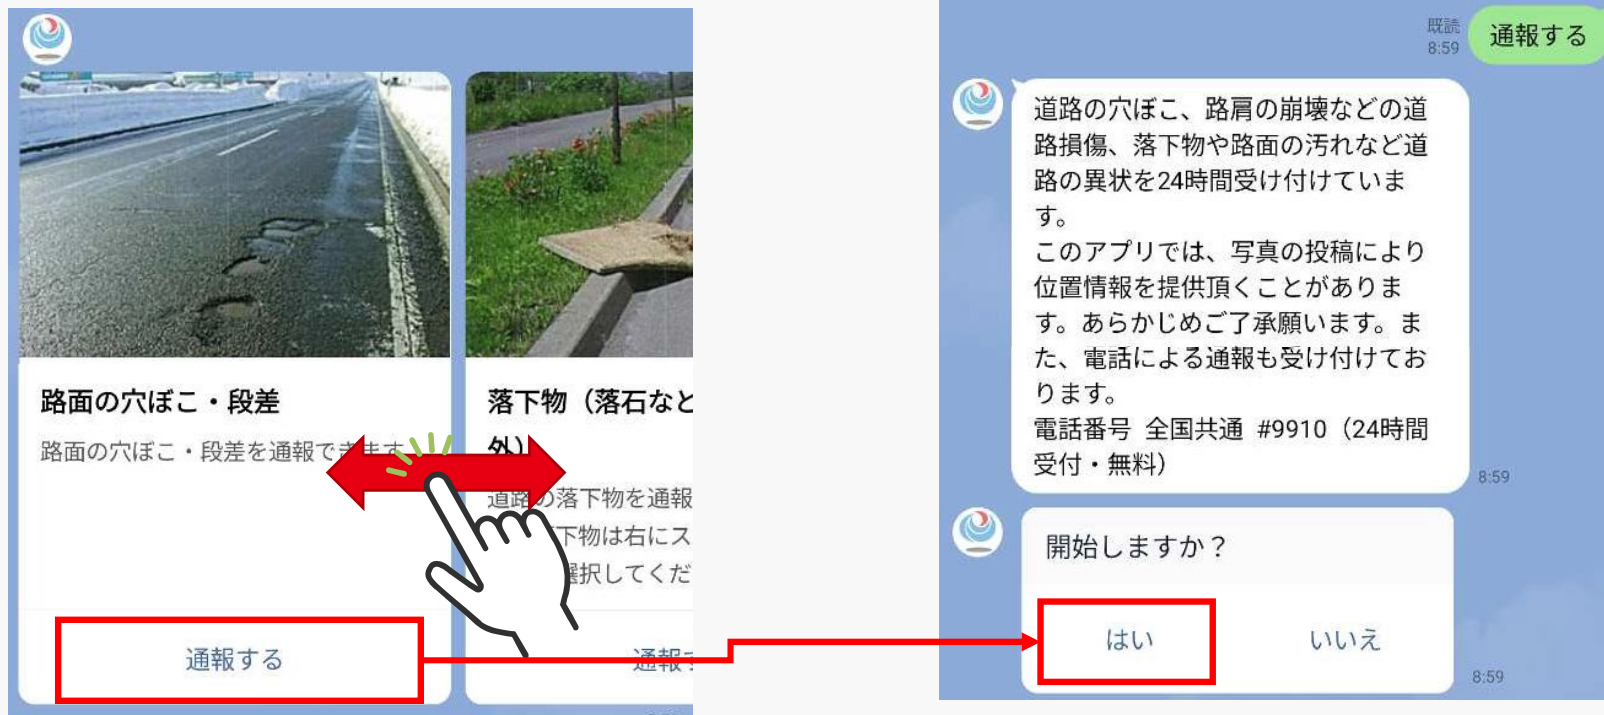 路面の穴ぼこ・段差
路面の穴ぼこ・段差を通報できます
通報する
落下物（落石など
外）
道路の落下物を通報
下物は右にス
選択してくだ
通報
既読
8:59
通報する
道路の穴ぼこ、路肩の崩壊などの道
路損傷、落下物や路面の汚れなど道
路の異状を24時間受け付けていま
す。
このアプリでは、写真の投稿により
位置情報を提供頂くことがありま
す。あらかじめご了承願います。ま
た、電話による通報も受け付けてお
ります。
電話番号 全国共通 #9910（24時間
受付・無料）
8:59
開始しますか？
はい
いいえ
8:59